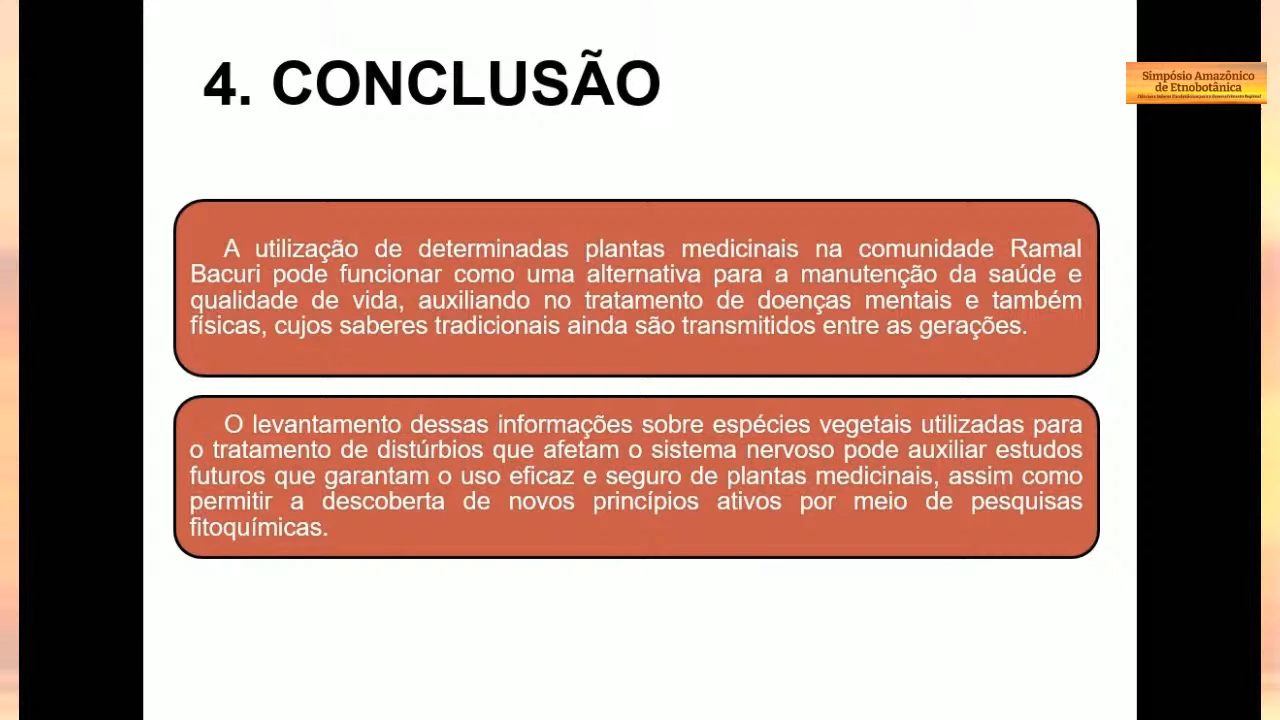 4. CONCLUSÃO
Simpósio Amazônico
de Etnobotânica
A utilização de determinadas plantas medicinais na comunidade Ramal
Bacuri pode funcionar como uma alternativa para a manutenção da saúde e
qualidade de vida, auxiliando no tratamento de doenças mentais e também
físicas, cujos saberes tradicionais ainda são transmitidos entre as gerações.
O levantamento dessas informações sobre espécies vegetais utilizadas para
o tratamento de distúrbios que afetam o sistema nervoso pode auxiliar estudos
futuros que garantam o uso eficaz e seguro de plantas medicinais, assim como
permitir a descoberta de novos princípios ativos por meio de pesquisas
fitoquímicas.